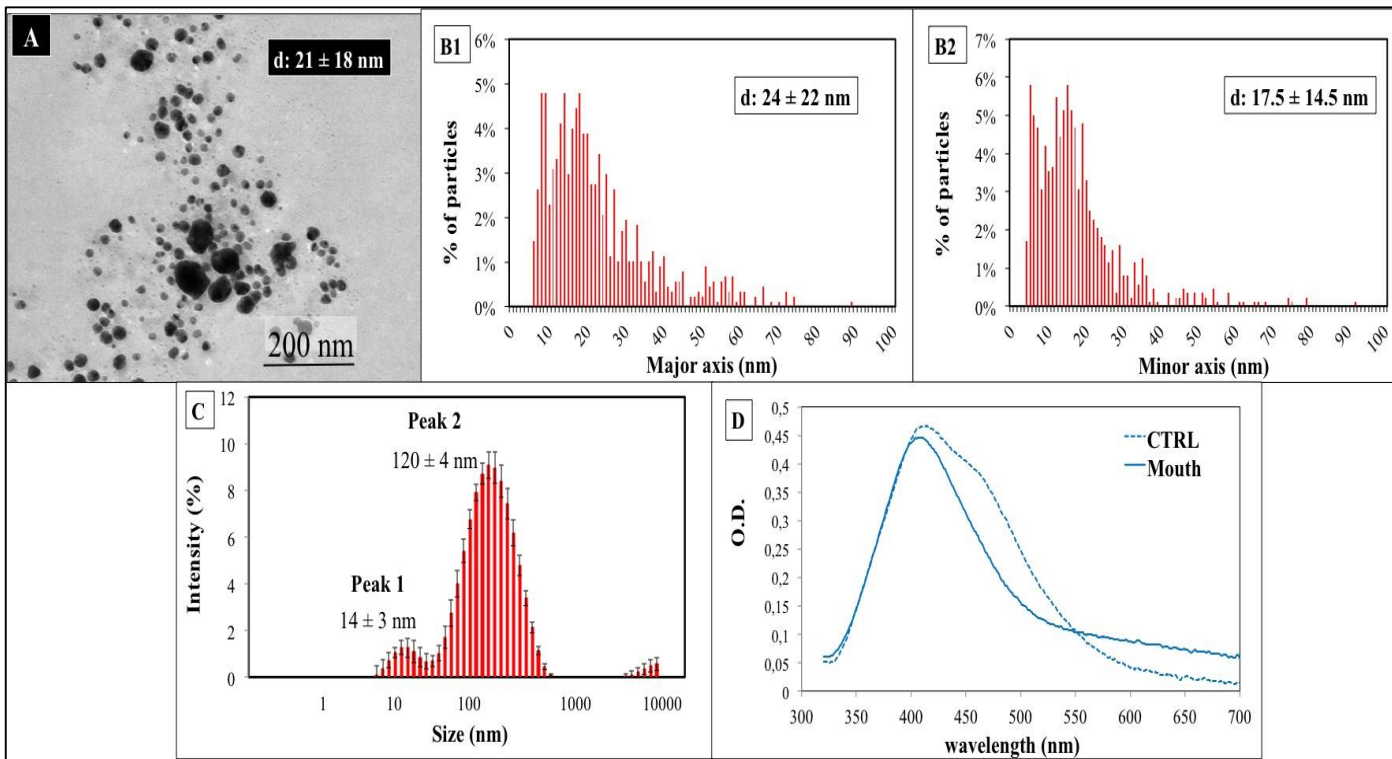 A
d: 21 ± 18 nm
200 nm
B1
6%
5%
4%
3%
2%
1%
0%
% of particles
d: 24 ± 22 nm
0 10 20 30 40 50 60 70 80 90 100
Major axis (nm)
B2
7%
6%
5%
4%
3%
2%
1%
0%
% of particles
d: 17.5 ± 14.5 nm
0 10 20 30 40 50 60 70 80 90 100
Minor axis (nm)
C
12
10
8
6
4
2
0
Intensity (%)
Peak 2
120 ± 4 nm
Peak 1
14 ± 3 nm
1 10 100 1000 10000
Size (nm)
D
0,5
0,45
0,4
0,35
0,3
0,25
0,2
0,15
0,1
0,05
0
O.D.
CTRL
Mouth
300 350 400 450 500 550 600 650 700
wavelength (nm)